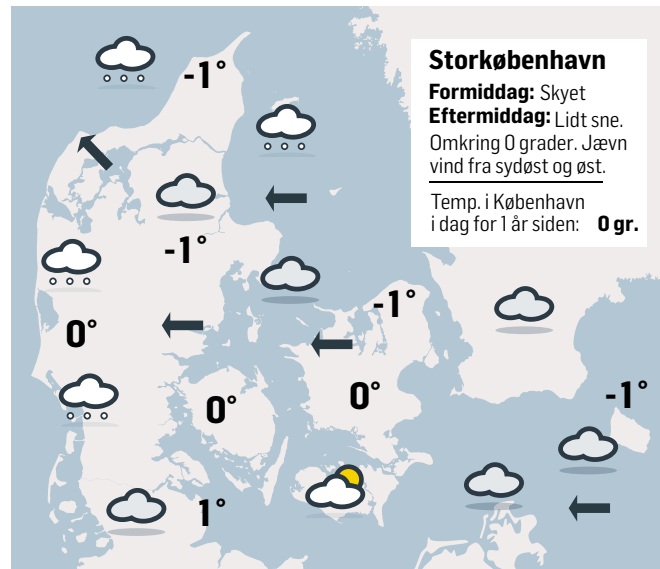 -1°
Storkøbenhavn
Formiddag: Skyet
Eftermiddag: Lidt sne.
Omkring 0 grader. Jævn
vind fra sydøst og øst.
Temp. i København
i dag for 1 år siden: 0 gr.
-1°
-1°
0°
0°
0°
-1°
1°